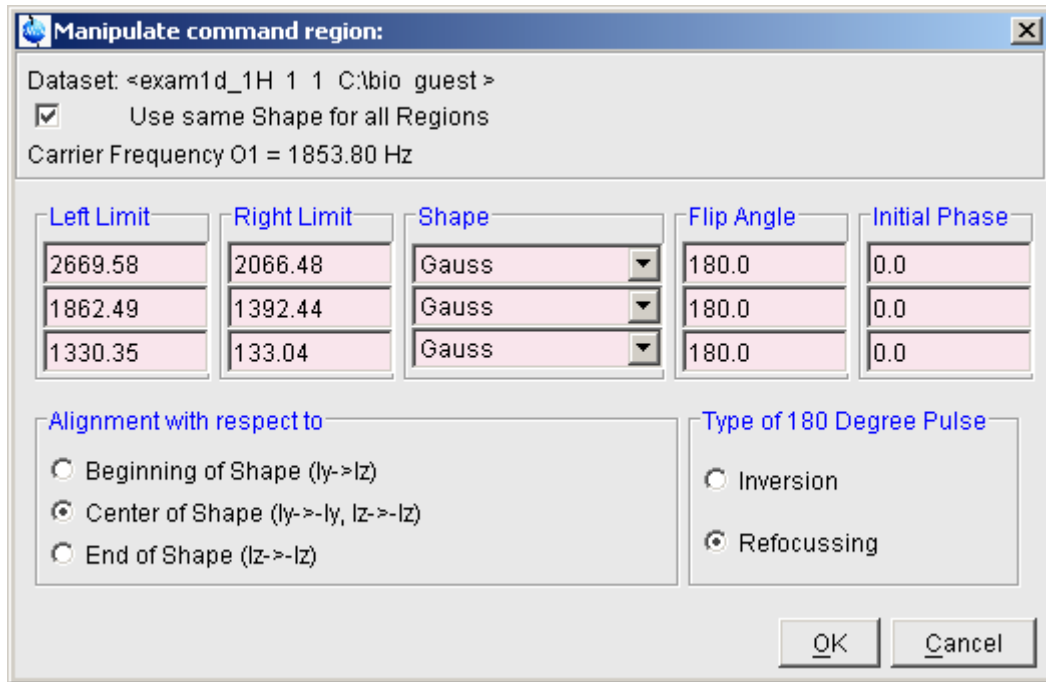 Manipulate command region:
Dataset: <exam1d_1H 1 1 C:\bio guest >
Use same Shape for all Regions
Carrier Frequency O1 = 1853.80 Hz
Left Limit Right Limit Shape Flip Angle Initial Phase
2669.58 2066.48 Gauss 180.0 0.0
1862.49 1392.44 Gauss 180.0 0.0
1330.35 133.04 Gauss 180.0 0.0
Alignment with respect to
Beginning of Shape (Iy->Iz)
Center of Shape (Iy->-Iy, Iz->-Iz)
End of Shape (Iz->-Iz)
Type of 180 Degree Pulse
Inversion
Refocussing
OK Cancel